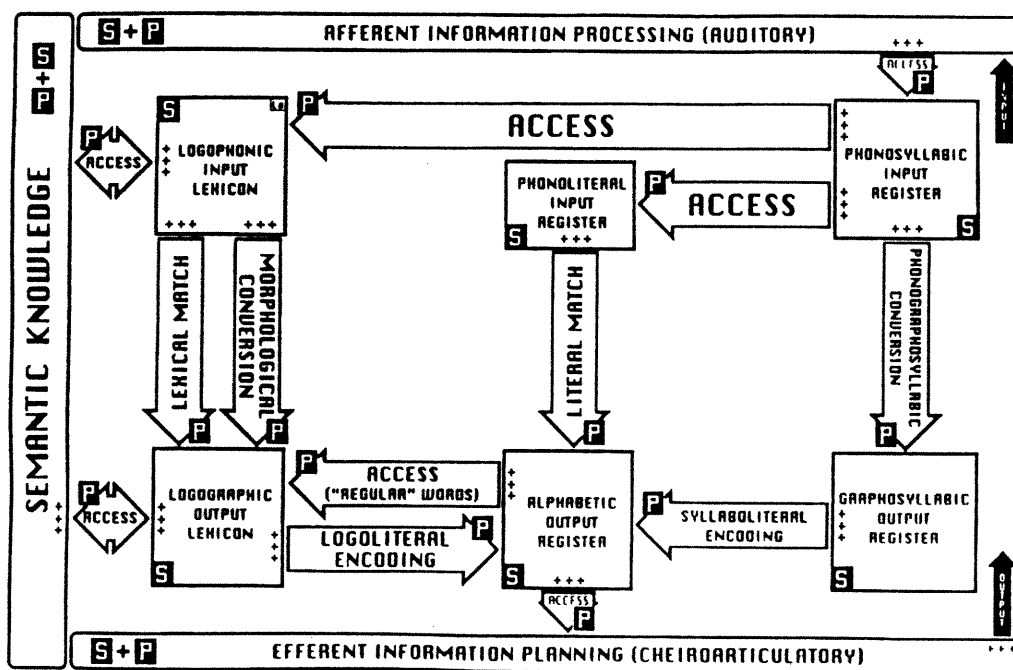 S + P AFFERENT INFORMATION PROCESSING (AUDITORY) +++
ACCESS
P
INPUT
S + P
SEMANTIC KNOWLEDGE
+++
P
ACCESS
S
LOGOPHONIC
INPUT
LEXICON
+++
+++ +++
P
ACCESS
PHONOSYLLABIC
INPUT
REGISTER
+++
+++
+++
S
PHONOLITERAL
INPUT
REGISTER
S
+++
P
ACCESS
LEXICAL MATCH
P
MORPHOLOGICAL
CONVERSION
P
LITERAL MATCH
P
PHONOGRAPHOSYLLABIC
CONVERSION
P
P
ACCESS
LOGOGRAPHIC
OUTPUT
LEXICON
+++
+++
S
P
ACCESS
("REGULAR" WORDS)
P
LOGOLITERAL
ENCODING
+++
ALPHABETIC
OUTPUT
REGISTER
S
+++
P
SYLLABOLITERAL
ENCODING
GRAPHOSYLLABIC
OUTPUT
REGISTER
+++
S
ACCESS
P
OUTPUT
S + P EFFERENT INFORMATION PLANNING (CHEIROARTICULATORY) +++